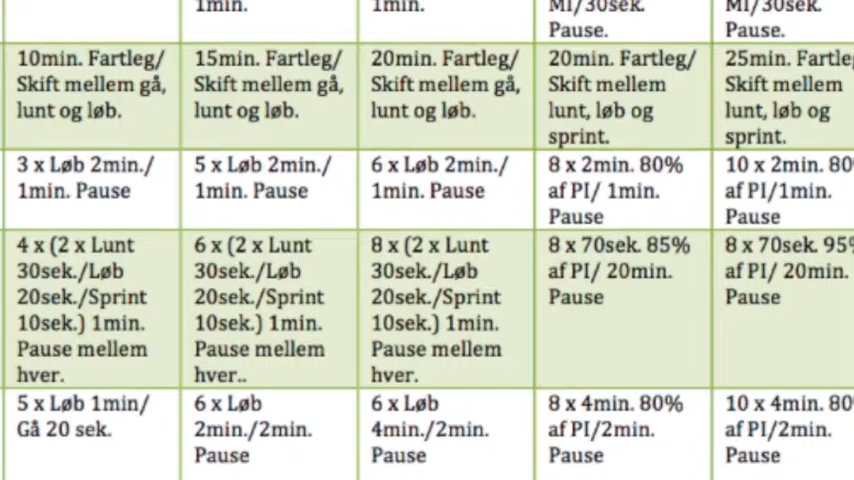 1min.
1min.
MI/30sek.
Pause.
MI/30sek.
Pause.
10min. Fartleg/
Skift mellem gå,
lunt og løb.
15min. Fartleg/
Skift mellem gå,
lunt og løb.
20min. Fartleg/
Skift mellem gå,
lunt og løb.
20min. Fartleg/
Skift mellem
lunt, løb og
sprint.
25min. Fartle
Skift mellem
lunt, løb og
sprint.
3 x Løb 2min./
1min. Pause
5 x Løb 2min./
1min. Pause
6 x Løb 2min./
1min. Pause
8 x 2min. 80%
af PI/ 1min.
Pause
10 x 2min. 80%
af PI/1min.
Pause
4 x (2 x Lunt
30sek./Løb
20sek./Sprint
10sek.) 1min.
Pause mellem
hver.
6 x (2 x Lunt
30sek./Løb
20sek./Sprint
10sek.) 1min.
Pause mellem
hver..
8 x (2 x Lunt
30sek./Løb
20sek./Sprint
10sek.) 1min.
Pause mellem
hver.
8 x 70sek. 85%
af PI/ 20min.
Pause
8 x 70sek. 95%
af PI/ 20min.
Pause
5 x Løb 1min/
Gå 20 sek.
6 x Løb
2min./2min.
Pause
6 x Løb
4min./2min.
Pause
8 x 4min. 80%
af PI/2min.
Pause
10 x 4min. 80%
af PI/2min.
Pause